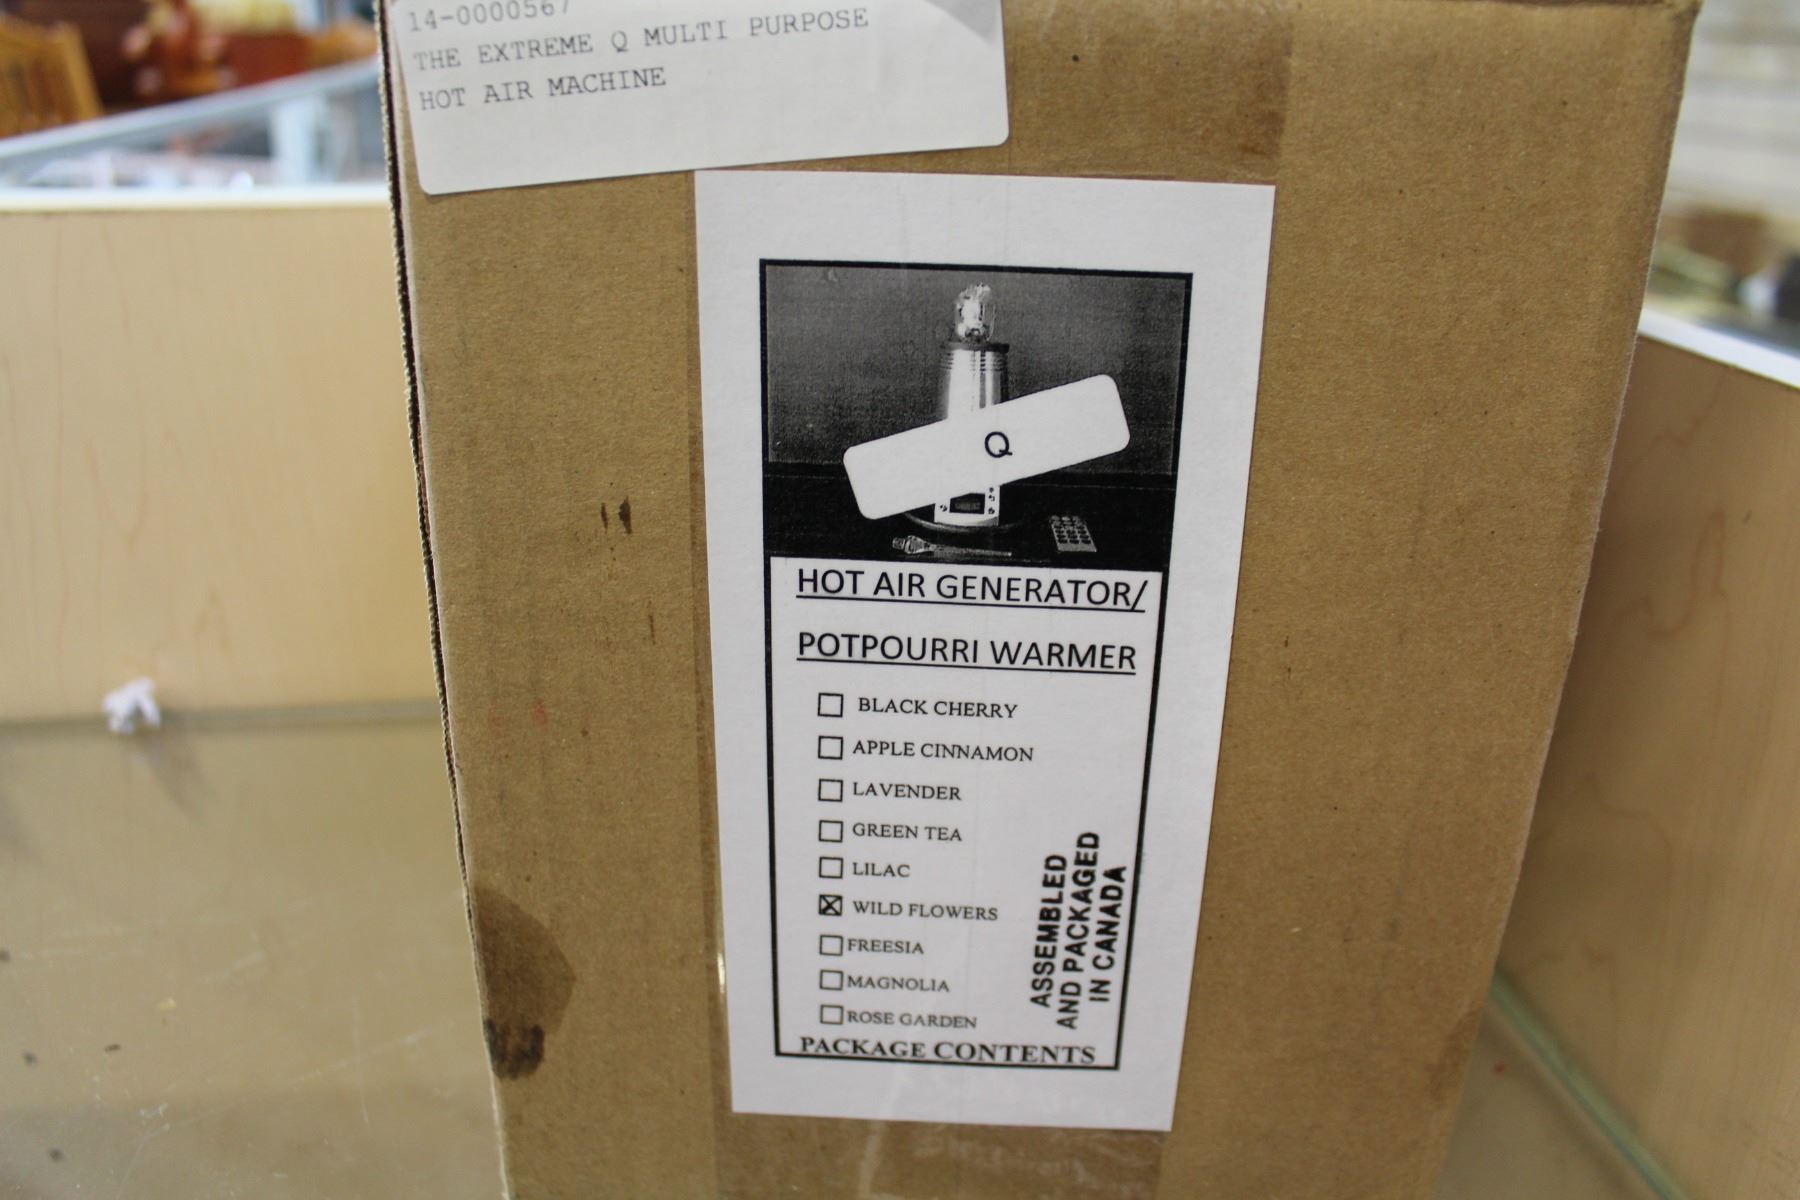 14-0000567
THE EXTREME Q MULTI PURPOSE
HOT AIR MACHINE
Q
HOT AIR GENERATOR/
POTPOURRI WARMER
BLACK CHERRY
APPLE CINNAMON
LAVENDER
GREEN TEA
LILAC
WILD FLOWERS
FREESIA
MAGNOLIA
ROSE GARDEN
PACKAGE CONTENTS
ASSEMBLED
AND PACKAGED
IN CANADA